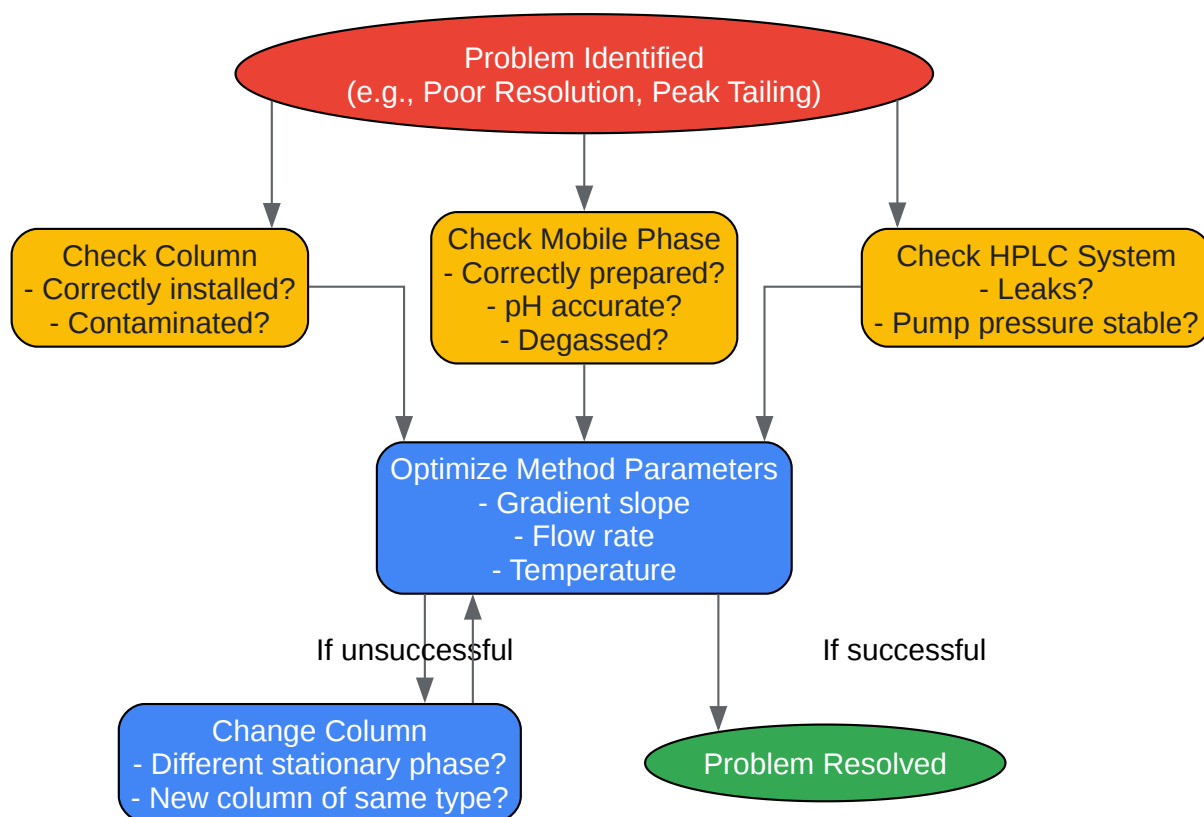 Problem Identified
(e.g., Poor Resolution, Peak Tailing)
Check Column
- Correctly installed?
- Contaminated?
Check Mobile Phase
- Correctly prepared?
- pH accurate?
- Degassed?
Check HPLC System
- Leaks?
- Pump pressure stable?
Optimize Method Parameters
- Gradient slope
- Flow rate
- Temperature
If unsuccessful
If successful
Change Column
- Different stationary phase?
- New column of same type?
Problem Resolved